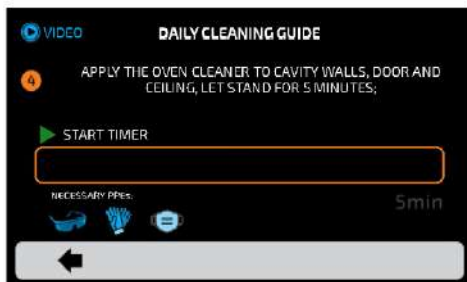 VIDEO
DAILY CLEANING GUIDE
4
APPLY THE OVEN CLEANER TO CAVITY WALLS, DOOR AND
CEILING, LET STAND FOR 5 MINUTES;
START TIMER
NECESSARY PPEs:
5min